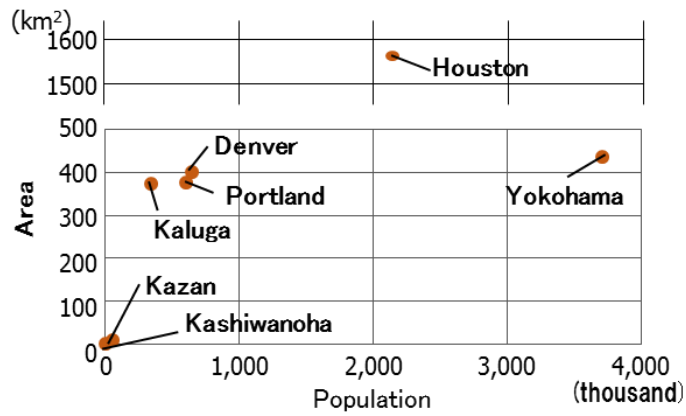 (km²)
1600
1500
Houston
500
400
300
200
100
0
Area
Denver
Portland
Kaluga
Yokohama
Kazan
Kashiwanoha
0 1,000 2,000 3,000 4,000
Population (thousand)